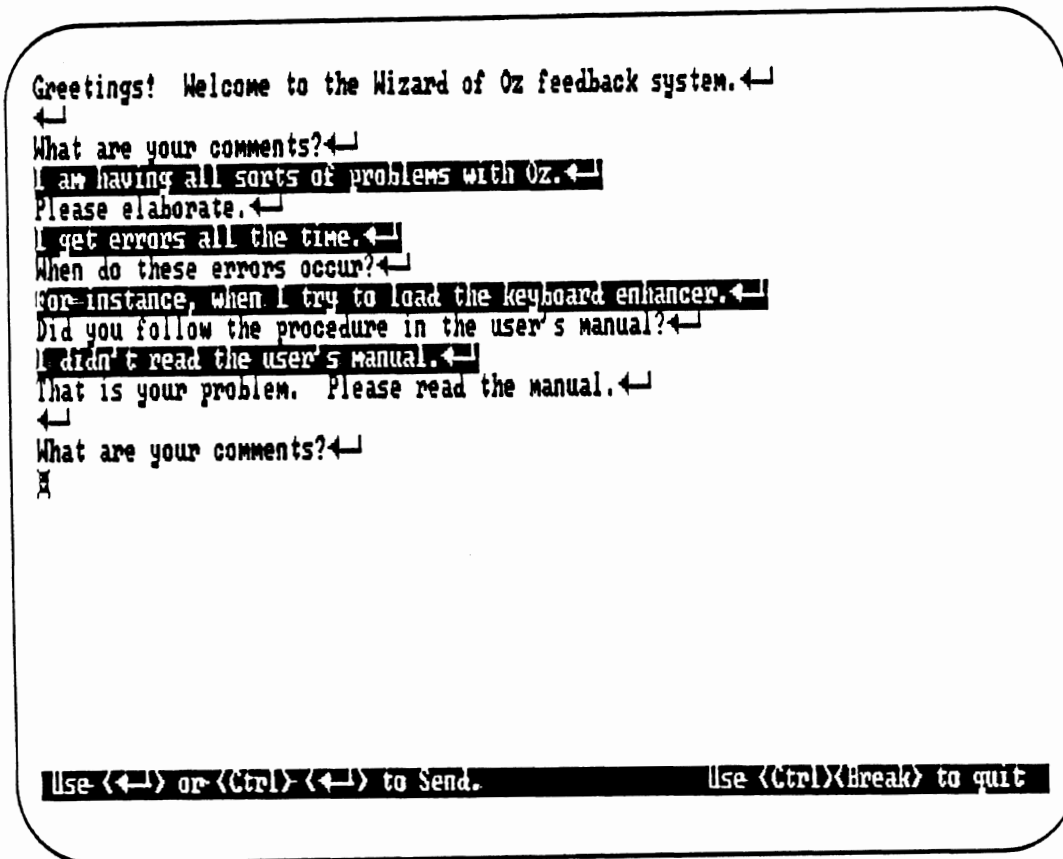 Greetings!  Welcome to the Wizard of Oz feedback system.↵
↵
What are your comments?↵
I am having all sorts of problems with Oz.↵
Please elaborate.↵
I get errors all the time.↵
When do these errors occur?↵
For instance, when I try to load the keyboard enhancer.↵
Did you follow the procedure in the user's manual?↵
I didn't read the user's manual.↵
That is your problem.  Please read the manual.↵
↵
What are your comments?↵
Use <↵> or <Ctrl> <↵> to Send. Use <Ctrl><Break> to quit